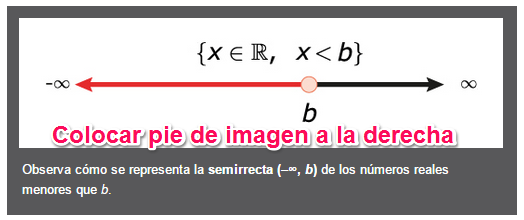 {x ∈ ℝ, x < b}
-∞ ∞
b
Colocar pie de imagen a la derecha
Observa cómo se representa la semirrecta (–∞, b) de los números reales
menores que b.